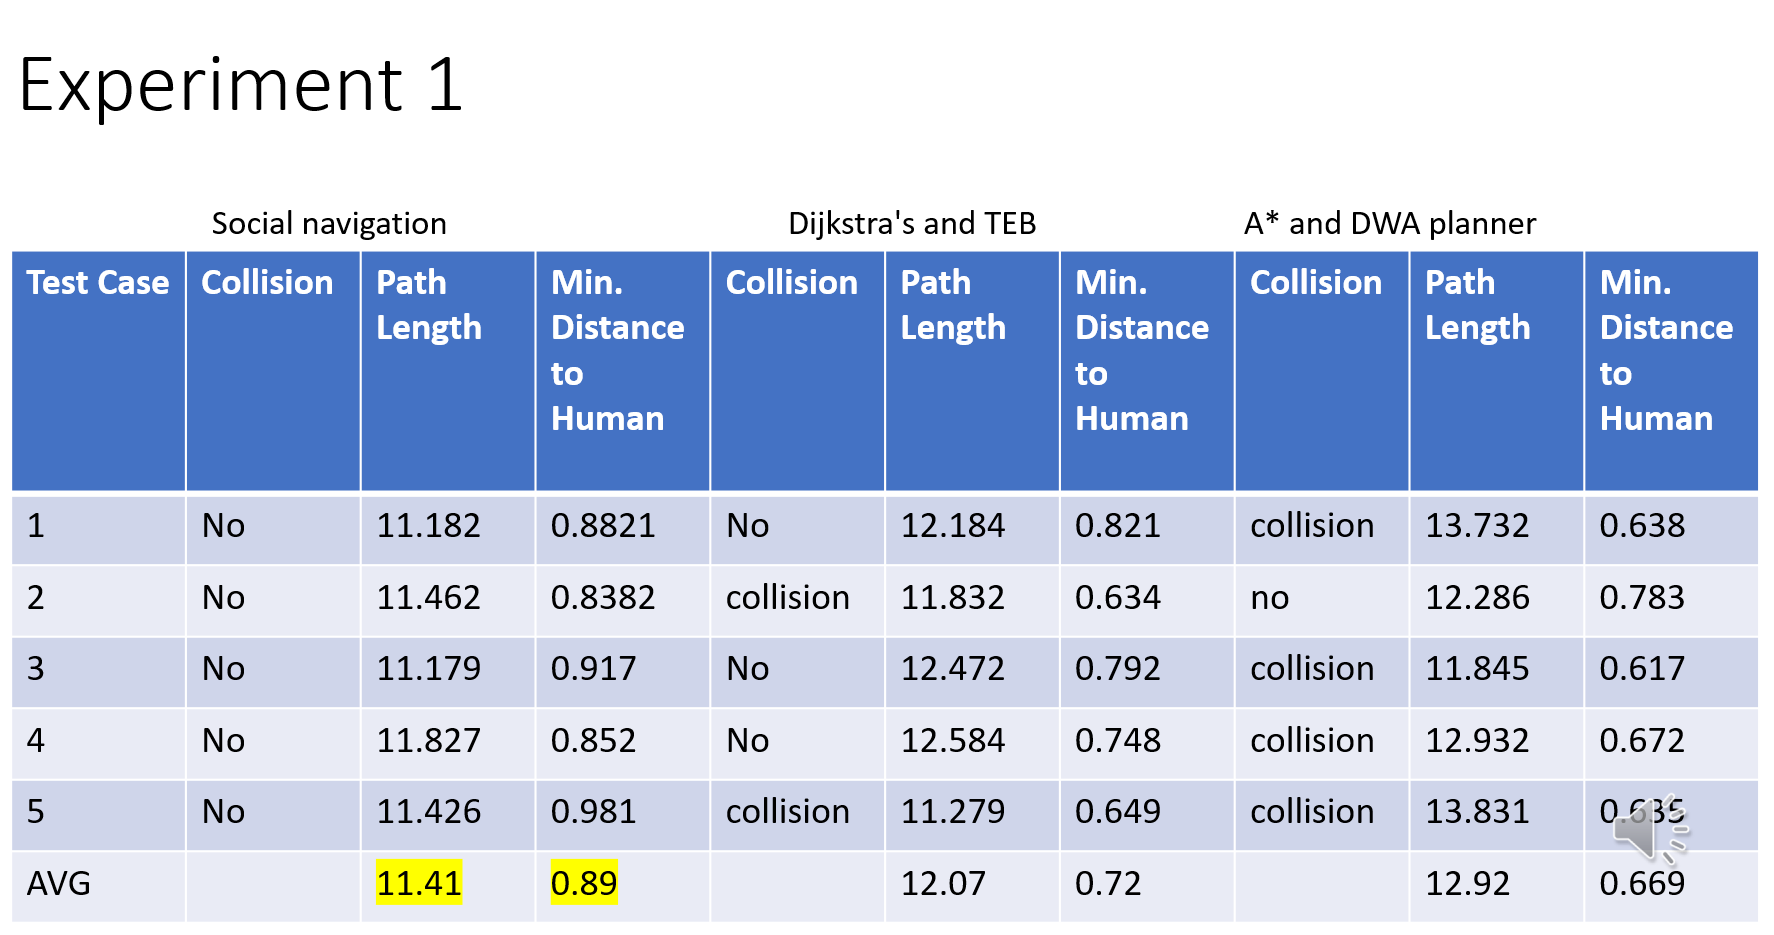 Experiment 1
Social navigation Dijkstra's and TEB A* and DWA planner
Test Case Collision Path Length Min. Distance to Human Collision Path Length Min. Distance to Human Collision Path Length Min. Distance to Human
1 No 11.182 0.8821 No 12.184 0.821 collision 13.732 0.638
2 No 11.462 0.8382 collision 11.832 0.634 no 12.286 0.783
3 No 11.179 0.917 No 12.472 0.792 collision 11.845 0.617
4 No 11.827 0.852 No 12.584 0.748 collision 12.932 0.672
5 No 11.426 0.981 collision 11.279 0.649 collision 13.831 0.635
AVG 11.41 0.89 12.07 0.72 12.92 0.669